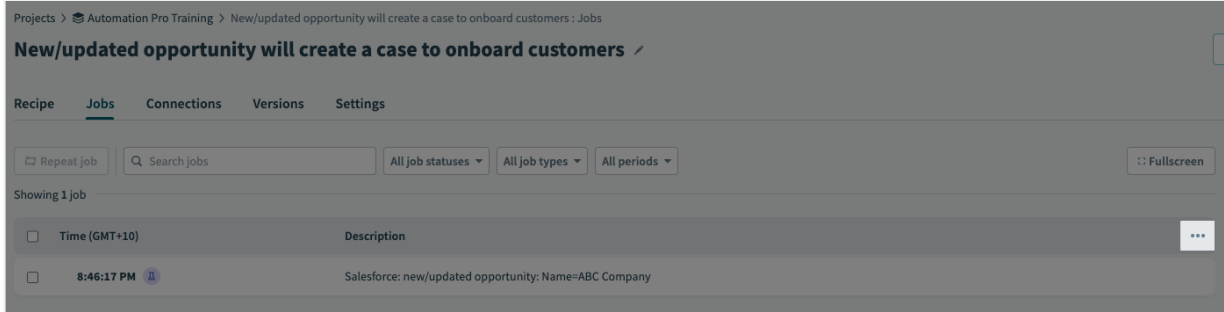 Projects > Automation Pro Training > New/updated opportunity will create a case to onboard customers : Jobs
New/updated opportunity will create a case to onboard customers
Recipe Jobs Connections Versions Settings
Repeat job Search jobs All job statuses All job types All periods Fullscreen
Showing 1 job
Time (GMT+10) Description
8:46:17 PM Salesforce: new/updated opportunity: Name=ABC Company